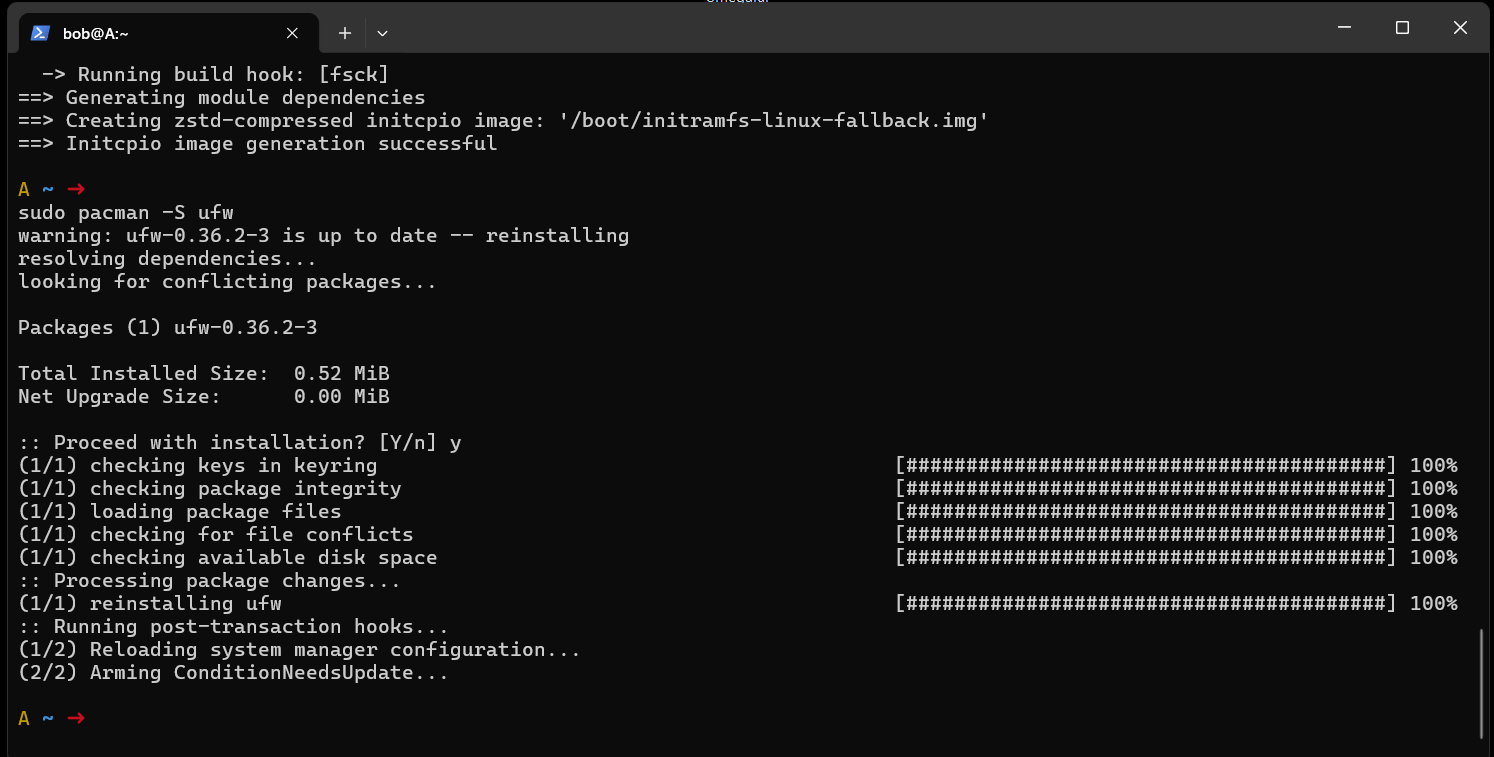 bob@A:~
-> Running build hook: [fsck]
==> Generating module dependencies
==> Creating zstd-compressed initcpio image: '/boot/initramfs-linux-fallback.img'
==> Initcpio image generation successful
A ~ →
sudo pacman -S ufw
warning: ufw-0.36.2-3 is up to date -- reinstalling
resolving dependencies...
looking for conflicting packages...
Packages (1) ufw-0.36.2-3
Total Installed Size:  0.52 MiB
Net Upgrade Size:      0.00 MiB
:: Proceed with installation? [Y/n] y
(1/1) checking keys in keyring [########################################] 100%
(1/1) checking package integrity [########################################] 100%
(1/1) loading package files [########################################] 100%
(1/1) checking for file conflicts [########################################] 100%
(1/1) checking available disk space [########################################] 100%
:: Processing package changes...
(1/1) reinstalling ufw [########################################] 100%
:: Running post-transaction hooks...
(1/2) Reloading system manager configuration...
(2/2) Arming ConditionNeedsUpdate...
A ~ →